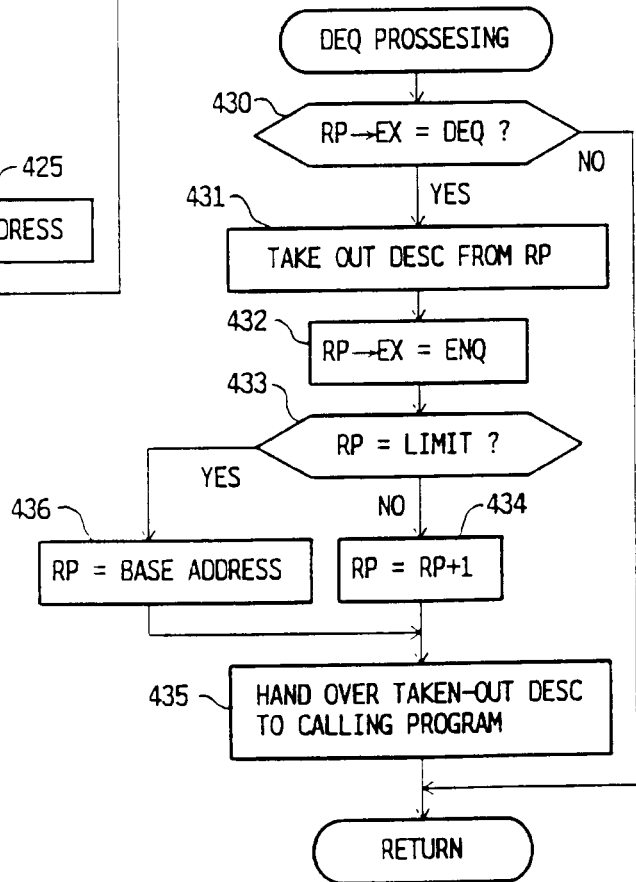 DEQ PROSSESING
430
RP→EX = DEQ ?
NO
YES
425
DRESS
431
TAKE OUT DESC FROM RP
432
RP→EX = ENQ
433
RP = LIMIT ?
YES
NO
436
434
RP = BASE ADDRESS
RP = RP+1
435
HAND OVER TAKEN-OUT DESC
TO CALLING PROGRAM
RETURN